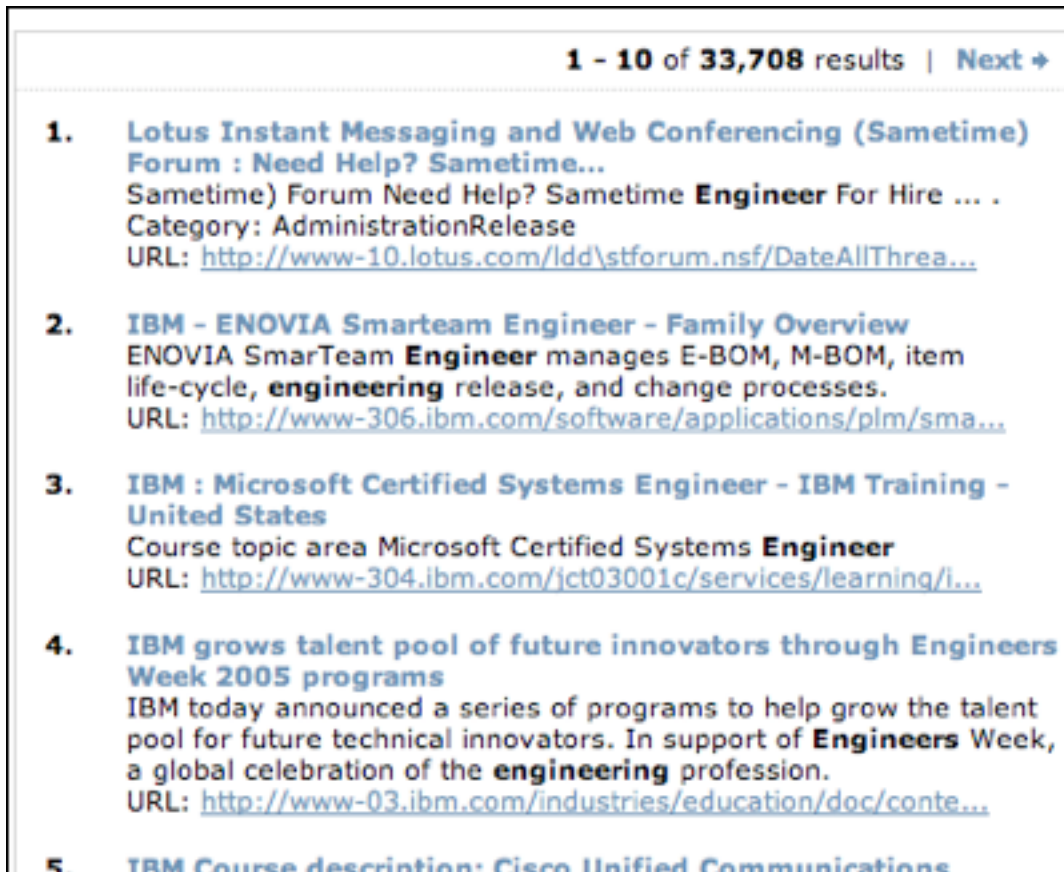 1 - 10 of 33,708 results | Next →
1. Lotus Instant Messaging and Web Conferencing (Sametime)
Forum : Need Help? Sametime...
Sametime) Forum Need Help? Sametime Engineer For Hire ... .
Category: AdministrationRelease
URL: http://www-10.lotus.com/ldd\stforum.nsf/DateAllThrea...
2. IBM - ENOVIA Smarteam Engineer - Family Overview
ENOVIA SmarTeam Engineer manages E-BOM, M-BOM, item
life-cycle, engineering release, and change processes.
URL: http://www-306.ibm.com/software/applications/plm/sma...
3. IBM : Microsoft Certified Systems Engineer - IBM Training -
United States
Course topic area Microsoft Certified Systems Engineer
URL: http://www-304.ibm.com/jct03001c/services/learning/i...
4. IBM grows talent pool of future innovators through Engineers
Week 2005 programs
IBM today announced a series of programs to help grow the talent
pool for future technical innovators. In support of Engineers Week,
a global celebration of the engineering profession.
URL: http://www-03.ibm.com/industries/education/doc/conte...
5. IBM Course description: Cisco Unified Communications